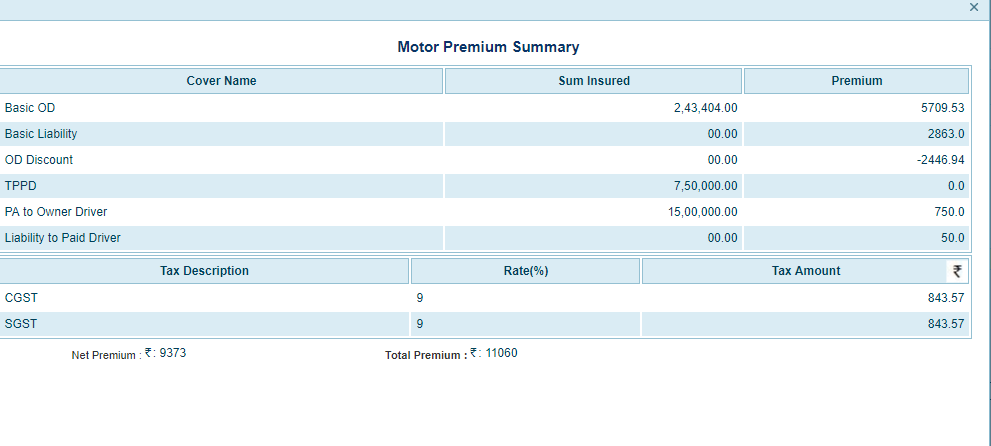 ×
Motor Premium Summary
Cover Name Sum Insured Premium
Basic OD 2,43,404.00 5709.53
Basic Liability 00.00 2863.0
OD Discount 00.00 -2446.94
TPPD 7,50,000.00 0.0
PA to Owner Driver 15,00,000.00 750.0
Liability to Paid Driver 00.00 50.0
Tax Description Rate(%) Tax Amount ₹
CGST 9 843.57
SGST 9 843.57
Net Premium : ₹: 9373 Total Premium : ₹: 11060